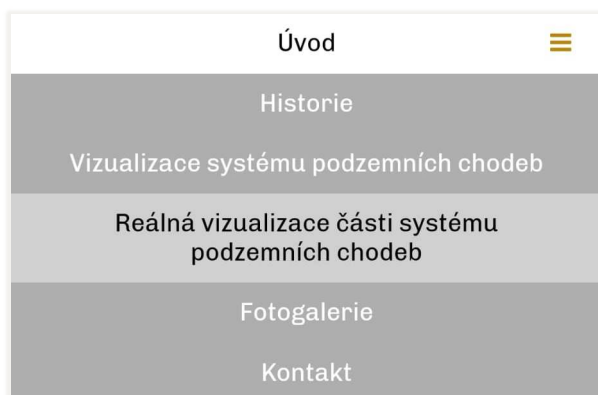 Úvod
Historie
Vizualizace systému podzemních chodeb
Reálná vizualizace části systému
podzemních chodeb
Fotogalerie
Kontakt